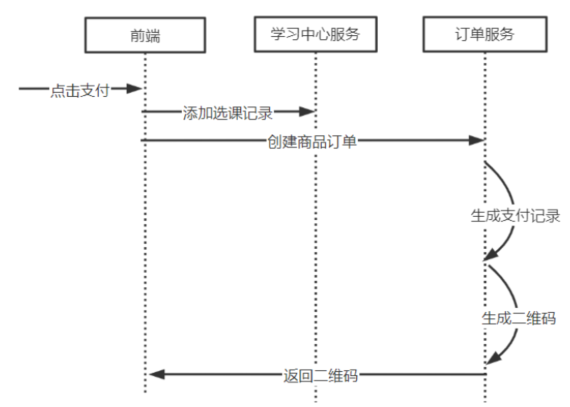 前端
学习中心服务
订单服务
点击支付
添加选课记录
创建商品订单
生成支付记录
生成二维码
返回二维码